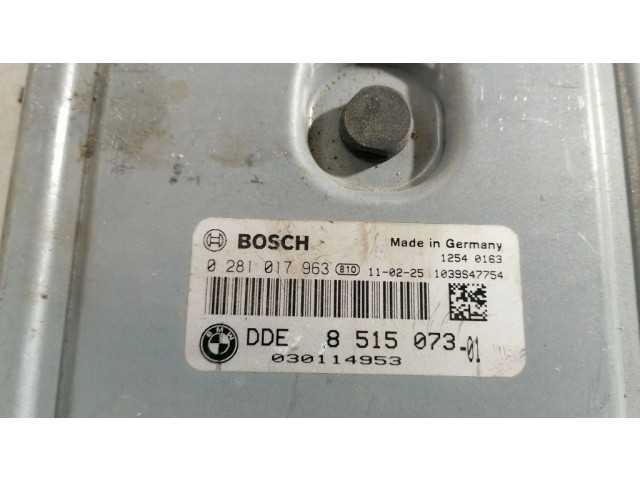 BOSCH Made in Germany
1254 0163
0 281 017 963 810 11-02-25 1039S47754
BMW DDE 8 515 073-01
030114953